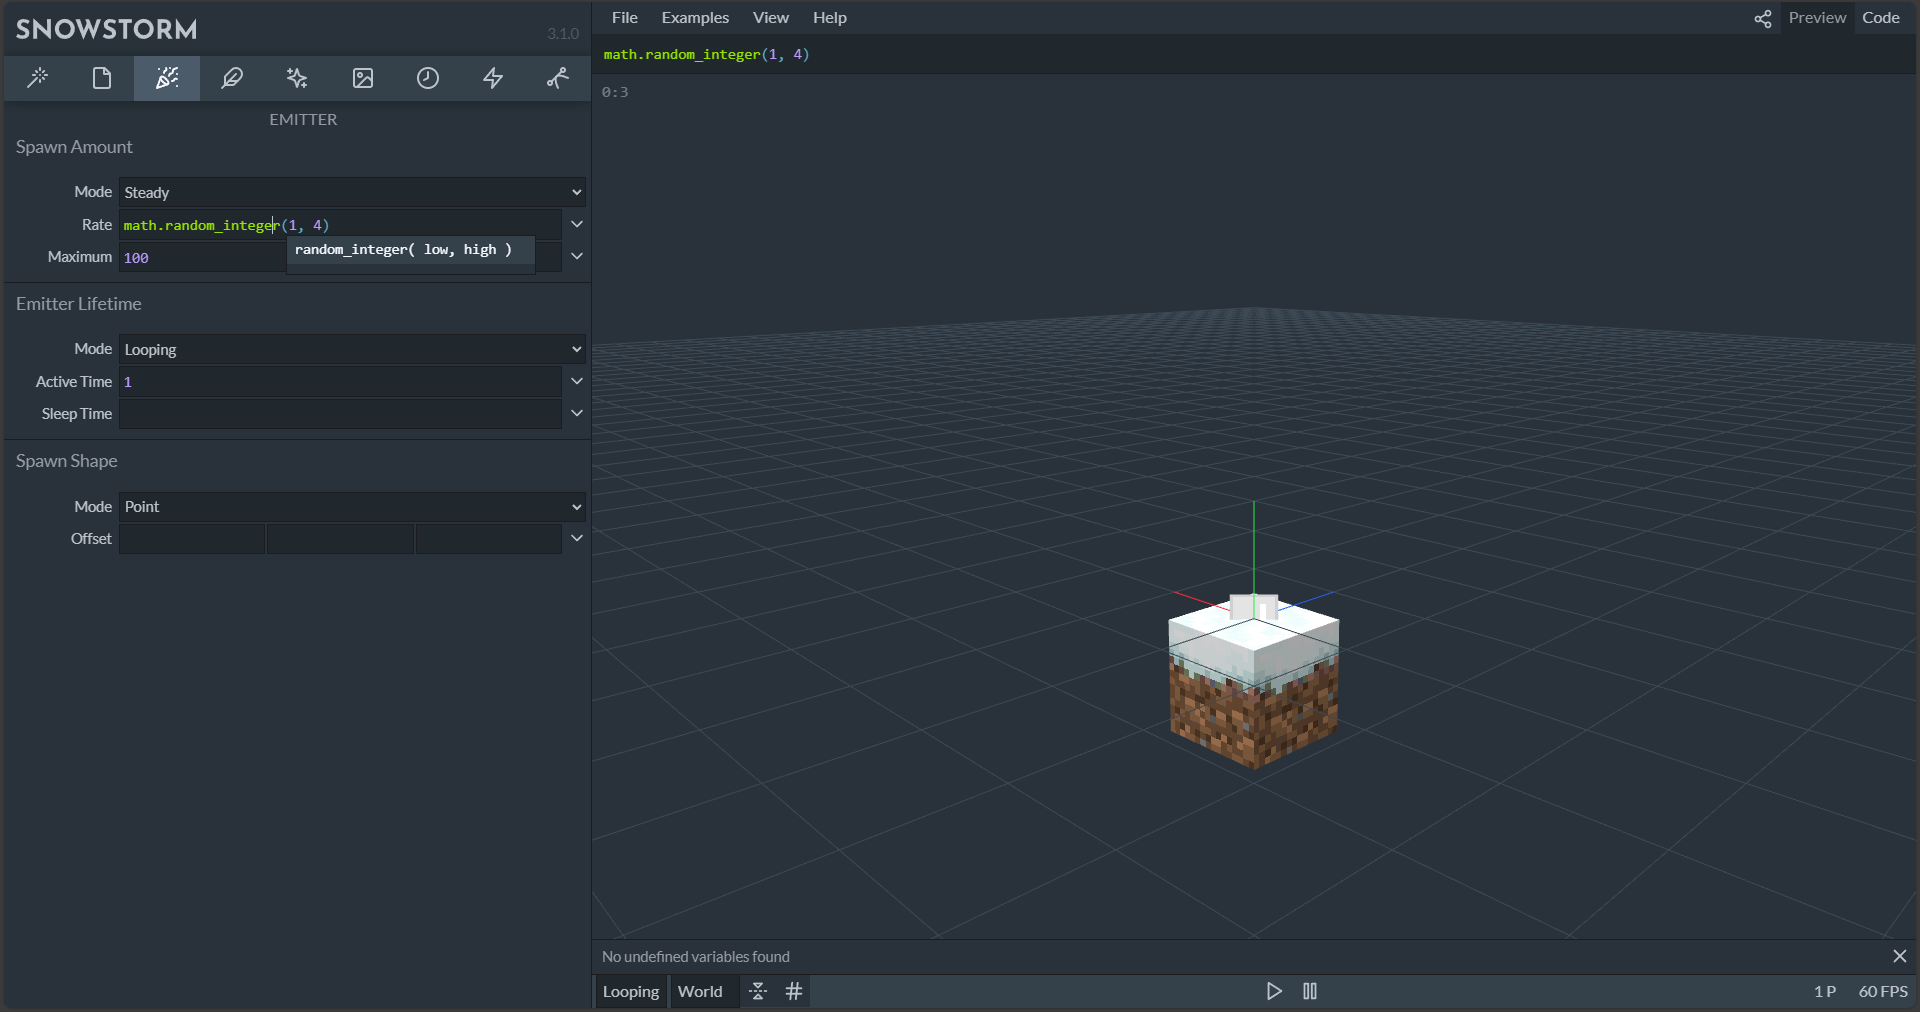 SNOWSTORM
3.1.0
File Examples View Help
Preview Code
math.random_integer(1, 4)
0:3
EMITTER
Spawn Amount
Mode Steady
Rate math.random_integer(1, 4)
random_integer( low, high )
Maximum 100
Emitter Lifetime
Mode Looping
Active Time 1
Sleep Time
Spawn Shape
Mode Point
Offset
No undefined variables found
Looping World
1 P 60 FPS